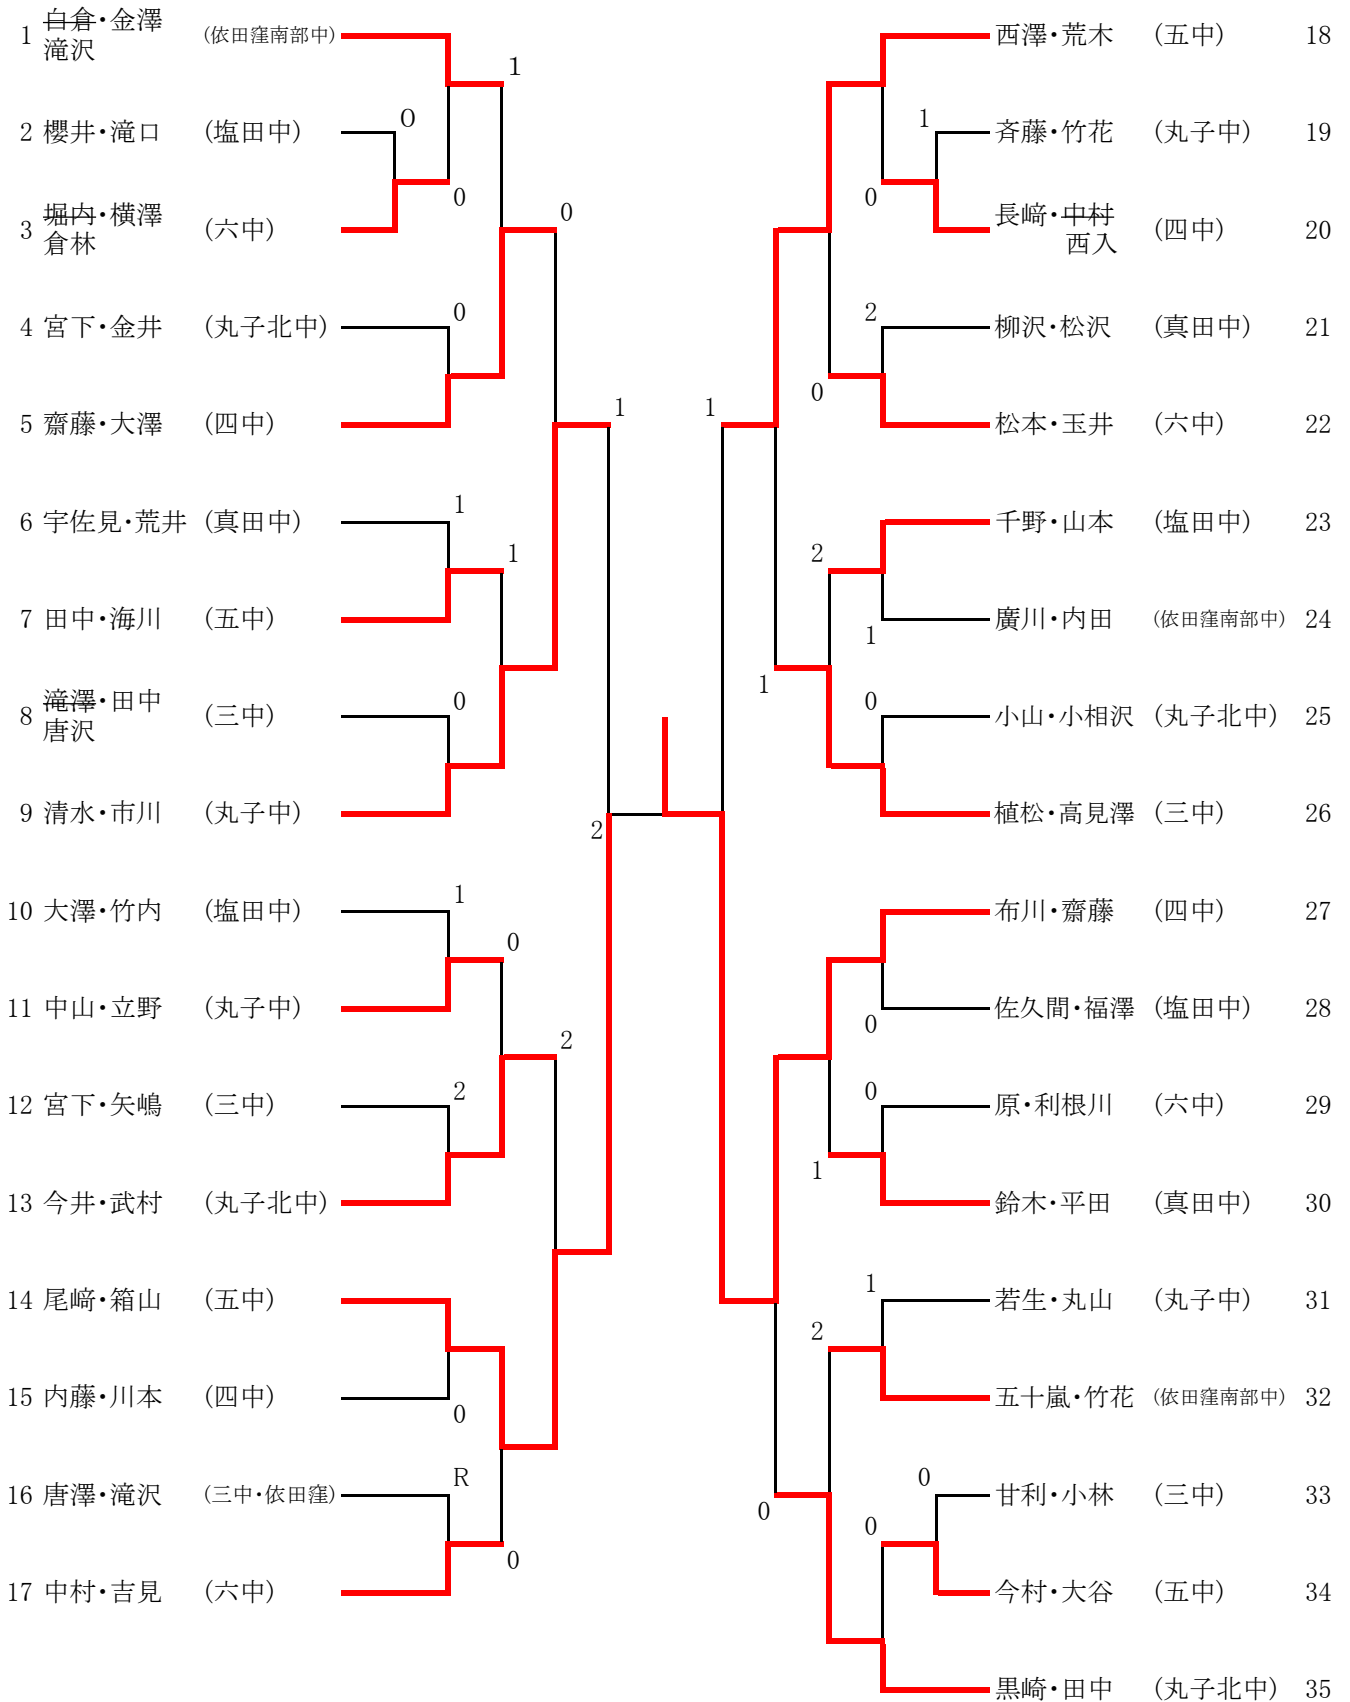 1 白倉・金澤 (依田窪南部中)
滝沢
1
2 櫻井・滝口 (塩田中)
0
0
3 堀内・横澤 (六中)
倉林
0
4 宮下・金井 (丸子北中)
0
5 齋藤・大澤 (四中)
1
6 宇佐見・荒井 (真田中)
1
1
7 田中・海川 (五中)
8 滝澤・田中 (三中)
唐沢
0
9 清水・市川 (丸子中)
2
10 大澤・竹内 (塩田中)
1
0
11 中山・立野 (丸子中)
2
12 宮下・矢嶋 (三中)
2
13 今井・武村 (丸子北中)
14 尾﨑・箱山 (五中)
15 内藤・川本 (四中)
0
16 唐澤・滝沢 (三中・依田窪)
R
0
17 中村・吉見 (六中)
西澤・荒木 (五中) 18
1
斉藤・竹花 (丸子中) 19
0
長﨑・中村 (四中) 20
西入
2
柳沢・松沢 (真田中) 21
0
1
松本・玉井 (六中) 22
千野・山本 (塩田中) 23
2
廣川・内田 (依田窪南部中) 24
1
1
0
小山・小相沢 (丸子北中) 25
植松・高見澤 (三中) 26
布川・齋藤 (四中) 27
佐久間・福澤 (塩田中) 28
0
0
原・利根川 (六中) 29
1
鈴木・平田 (真田中) 30
1
若生・丸山 (丸子中) 31
2
五十嵐・竹花 (依田窪南部中) 32
0
甘利・小林 (三中) 33
0
0
今村・大谷 (五中) 34
黒崎・田中 (丸子北中) 35